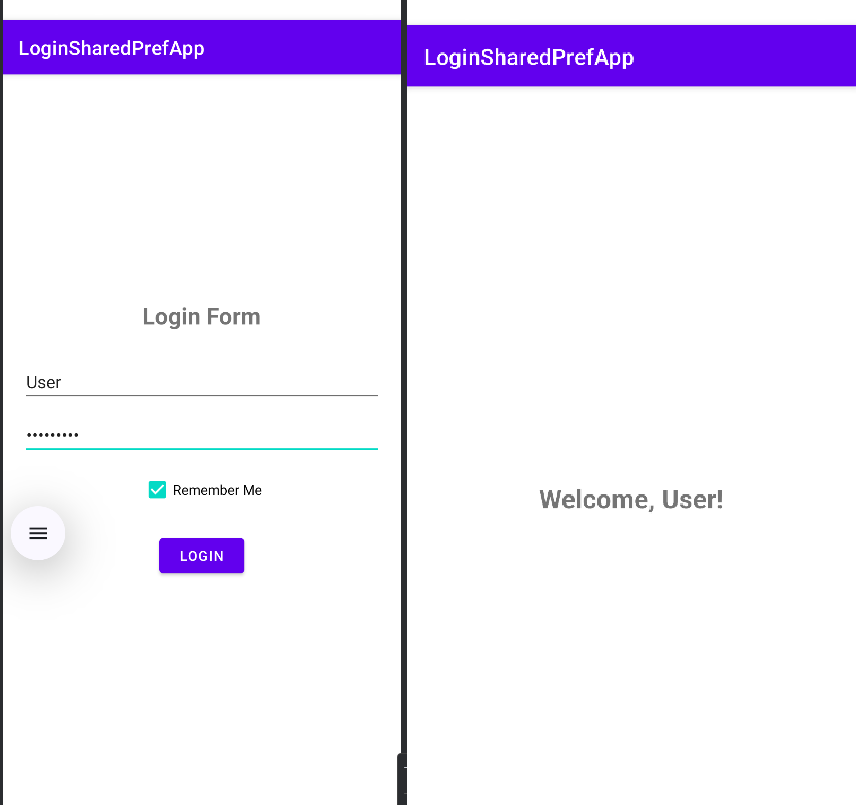 LoginSharedPrefApp
Login Form
User
•••••••••
Remember Me
LOGIN
LoginSharedPrefApp
Welcome, User!